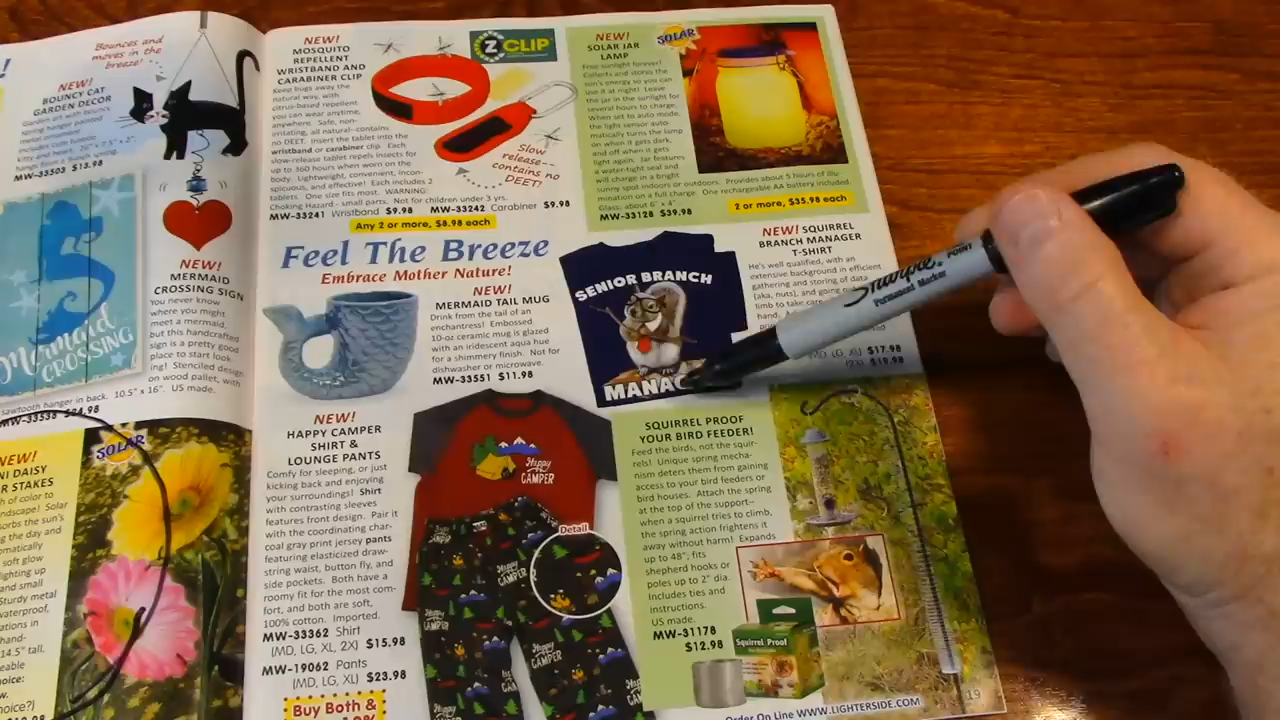 Bounces and
moves in the
breeze!
NEW!
BOUNCY CAT
GARDEN DECOR
MW-33503 $13.98
Mermaid
CROSSING
NEW!
MERMAID
CROSSING SIGN
You never know
where you might
meet a mermaid,
but this handcrafted
sign is a pretty good
place to start look-
ing! Stenciled design
on wood pallet, with
sawtooth hanger in back. 10.5" x 16". US made.
SOLAR
NEW!
NEW!
MOSQUITO
REPELLENT
WRISTBAND AND
CARABINER CLIP
Keep bugs away the
natural way, with
citrus-based repellent
you can wear anytime,
anywhere. Safe, non-
irritating, all natural--contains
no DEET. Insert the tablet into the
wristband or carabiner clip. Each
slow-release tablet repels insects for
up to 360 hours when worn on the
body. Lightweight, convenient, incon-
spicuous, and effective! Each includes 2
tablets. One size fits most. WARNING:
Choking Hazard - small parts. Not for children under 3 yrs.
MW-33241 Wristband $9.98 MW-33242 Carabiner $9.98
Any 2 or more, $8.98 each
Z CLIP
Slow
release--
contains no
DEET!
NEW!
SOLAR JAR
LAMP
SOLAR
Free sunlight forever!
Collects and stores the
sun's energy so you can
use it at night! Leave
the jar in the sunlight for
several hours to charge.
When set to auto mode,
the light sensor auto-
matically turns the lamp
on when it gets dark,
and off when it gets
light again. Jar features
a water-tight seal and
will charge in a bright
sunny spot indoors or outdoors. Provides about 5 hours of illu-
mination on a full charge. One rechargeable AA battery included.
Glass; about 6" x 4".
MW-33128 $39.98
2 or more, $35.98 each
Feel The Breeze
Embrace Mother Nature!
NEW!
MERMAID TAIL MUG
Drink from the tail of an
enchantress! Embossed
10-oz ceramic mug is glazed
with an iridescent aqua hue
for a shimmery finish. Not for
dishwasher or microwave.
MW-33551 $11.98
SENIOR BRANCH
MANAG
NEW! SQUIRREL
BRANCH MANAGER
T-SHIRT
He's well qualified, with an
extensive background in efficient
gathering and storing of data
(aka, nuts), and going
limb to take care
hand.
(MD, LG, XL) $17.98
(2X) $19.98
Sharpie
POINT
Permanent Marker
NEW!
HAPPY CAMPER
SHIRT &
LOUNGE PANTS
Comfy for sleeping, or just
kicking back and enjoying
your surroundings! Shirt
with contrasting sleeves
features front design. Pair it
with the coordinating char-
coal gray print jersey pants
featuring elasticized draw-
string waist, button fly, and
side pockets. Both have a
roomy fit for the most com-
fort, and both are soft,
100% cotton. Imported.
MW-33362 Shirt
(MD, LG, XL, 2X) $15.98
MW-19062 Pants
(MD, LG, XL) $23.98
Buy Both &
Happy
CAMPER
Detail
SQUIRREL PROOF
YOUR BIRD FEEDER!
Feed the birds, not the squir-
rels! Unique spring mecha-
nism deters them from gaining
access to your bird feeders or
bird houses. Attach the spring
at the top of the support--
when a squirrel tries to climb,
the spring action frightens it
away without harm! Expands
up to 48", fits
shepherd hooks or
poles up to 2" dia.
Includes ties and
instructions.
US made.
MW-31178
$12.98
Squirrel Proof
Order On Line WWW.LIGHTERSIDE.COM
19